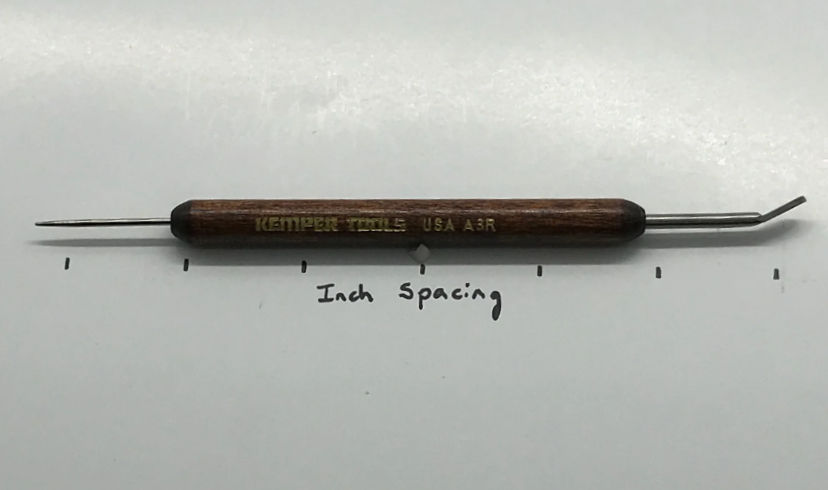 KEMPER TOOLS USA A3R
Inch Spacing